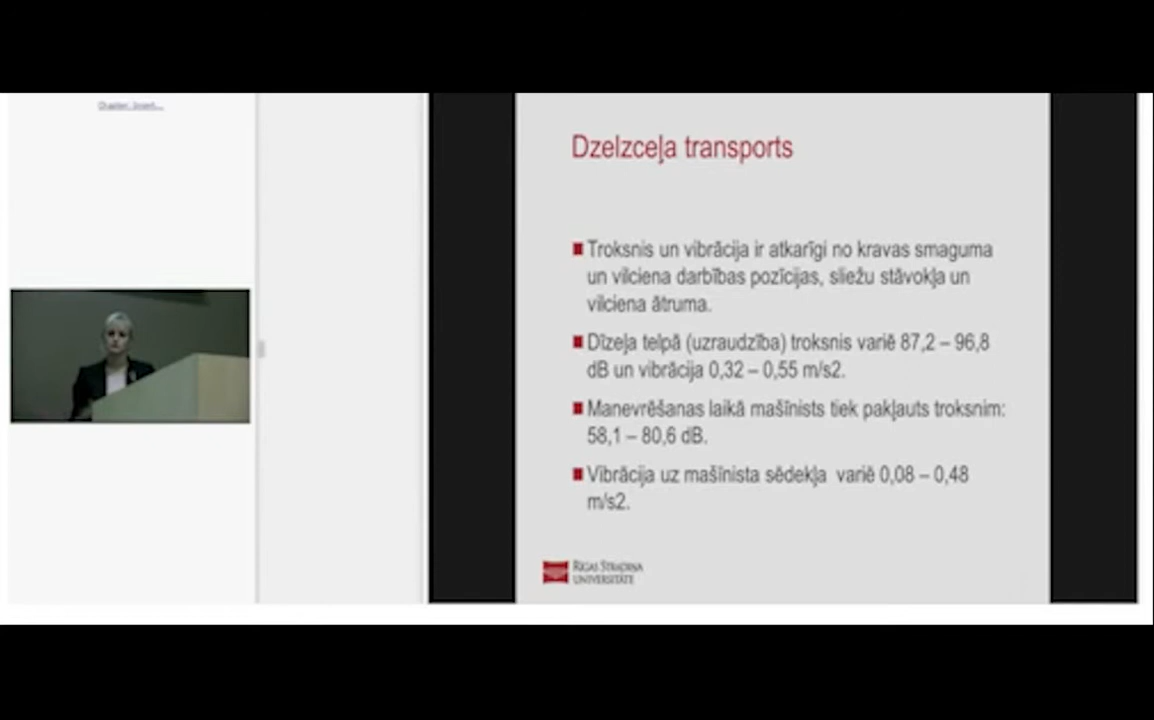 Dzelzceļa transports
Troksnis un vibrācija ir atkarīgi no kravas smaguma
un vilciena darbības pozīcijas, sliežu stāvokļa un
vilciena ātruma.
Dīzeļa telpā (uzraudzība) troksnis variē 87,2 – 96,8
dB un vibrācija 0,32 – 0,55 m/s2.
Manevrēšanas laikā mašīnists tiek pakļauts troksnim:
58,1 – 80,6 dB.
Vibrācija uz mašīnista sēdekļa variē 0,08 – 0,48
m/s2.
RĪGAS STRADIŅA
UNIVERSITĀTE